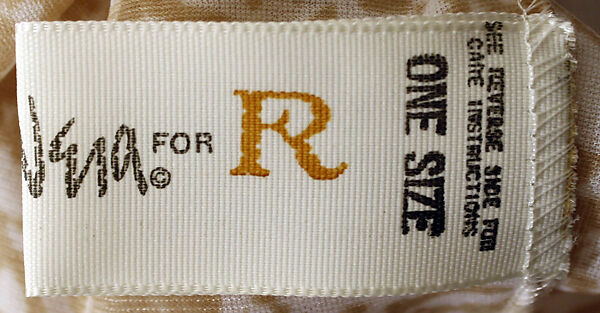 © FOR R
ONE SIZE
SEE REVERSE SIDE FOR
CARE INSTRUCTIONS